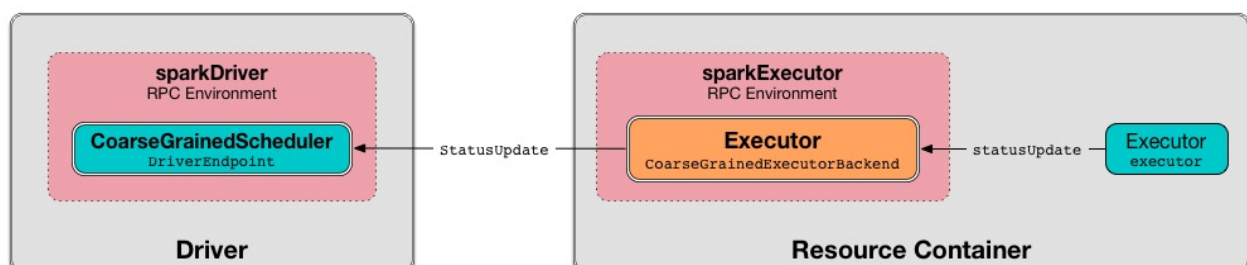 sparkDriver
RPC Environment
CoarseGrainedScheduler
DriverEndpoint
Driver
StatusUpdate
sparkExecutor
RPC Environment
Executor
CoarseGrainedExecutorBackend
statusUpdate
Executor
executor
Resource Container